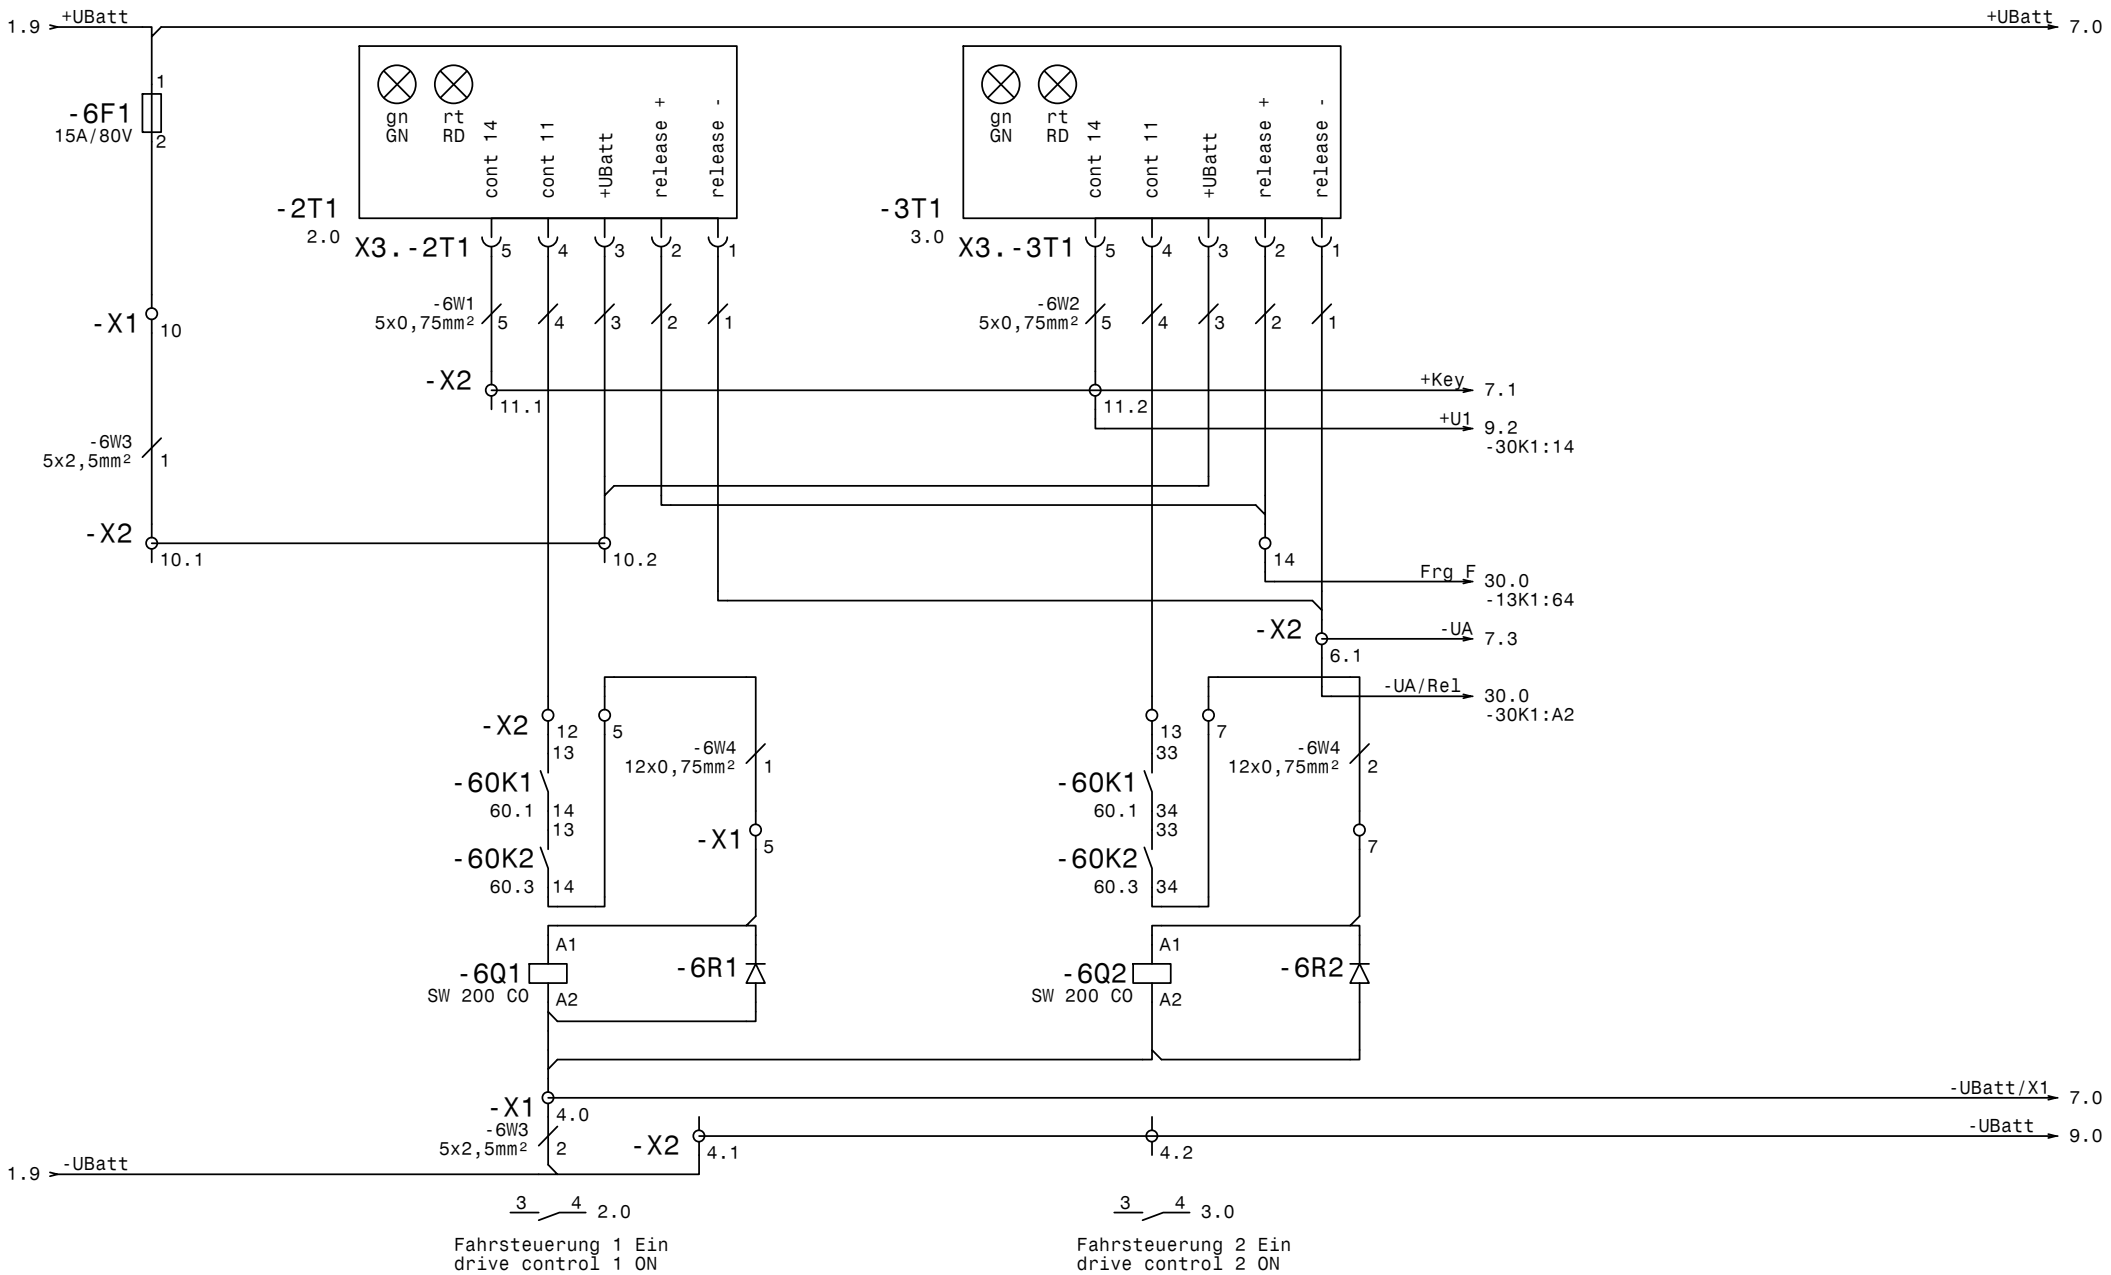 +UBatt
+UBatt
1.9
7.0
1
-6F1
15A/80V
2
gn
GN
rt
RD
cont 14
cont 11
+UBatt
release +
release -
gn
GN
rt
RD
cont 14
cont 11
+UBatt
release +
release -
-2T1
2.0
X3.-2T1
5
4
3
2
1
-3T1
3.0
X3.-3T1
5
4
3
2
1
-X1
10
-6W1
5x0,75mm²
5
4
3
2
1
-6W2
5x0,75mm²
5
4
3
2
1
-X2
11.1
11.2
+Key
7.1
+U1
9.2
-30K1:14
-6W3
5x2,5mm²
1
-X2
10.1
10.2
14
Frg F
30.0
-13K1:64
-X2
6.1
-UA
7.3
-UA/Rel
30.0
-30K1:A2
-X2
12
5
13
7
13
-60K1
60.1
14
13
-60K2
60.3
14
-6W4
12x0,75mm²
1
-X1
5
33
-60K1
60.1
34
33
-60K2
60.3
34
-6W4
12x0,75mm²
2
7
A1
-6Q1
SW 200 CO
A2
-6R1
A1
-6Q2
SW 200 CO
A2
-6R2
-X1
4.0
-UBatt/X1
7.0
-6W3
5x2,5mm²
2
-X2
4.1
4.2
-UBatt
9.0
-UBatt
1.9
3
4
2.0
3
4
3.0
Fahrsteuerung 1 Ein
drive control 1 ON
Fahrsteuerung 2 Ein
drive control 2 ON